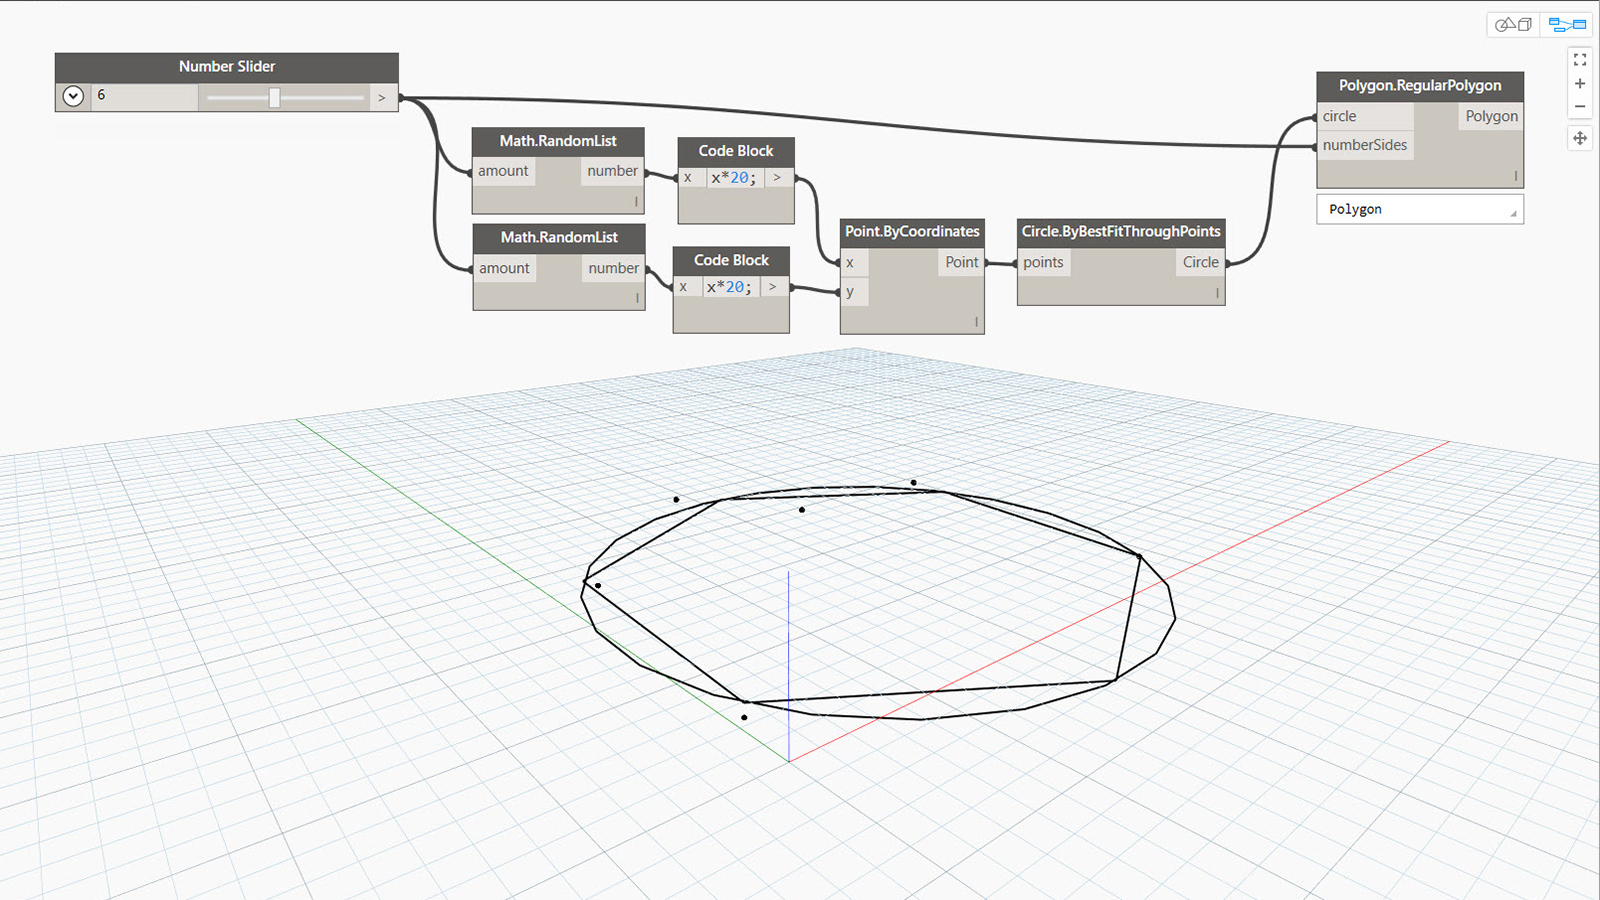 Number Slider
6
>
Math.RandomList
amount
number
l
Code Block
x
x*20;
>
Math.RandomList
amount
number
l
Code Block
x
x*20;
>
Point.ByCoordinates
x
Point
y
l
Circle.ByBestFitThroughPoints
points
Circle
l
Polygon.RegularPolygon
circle
Polygon
numberSides
l
Polygon